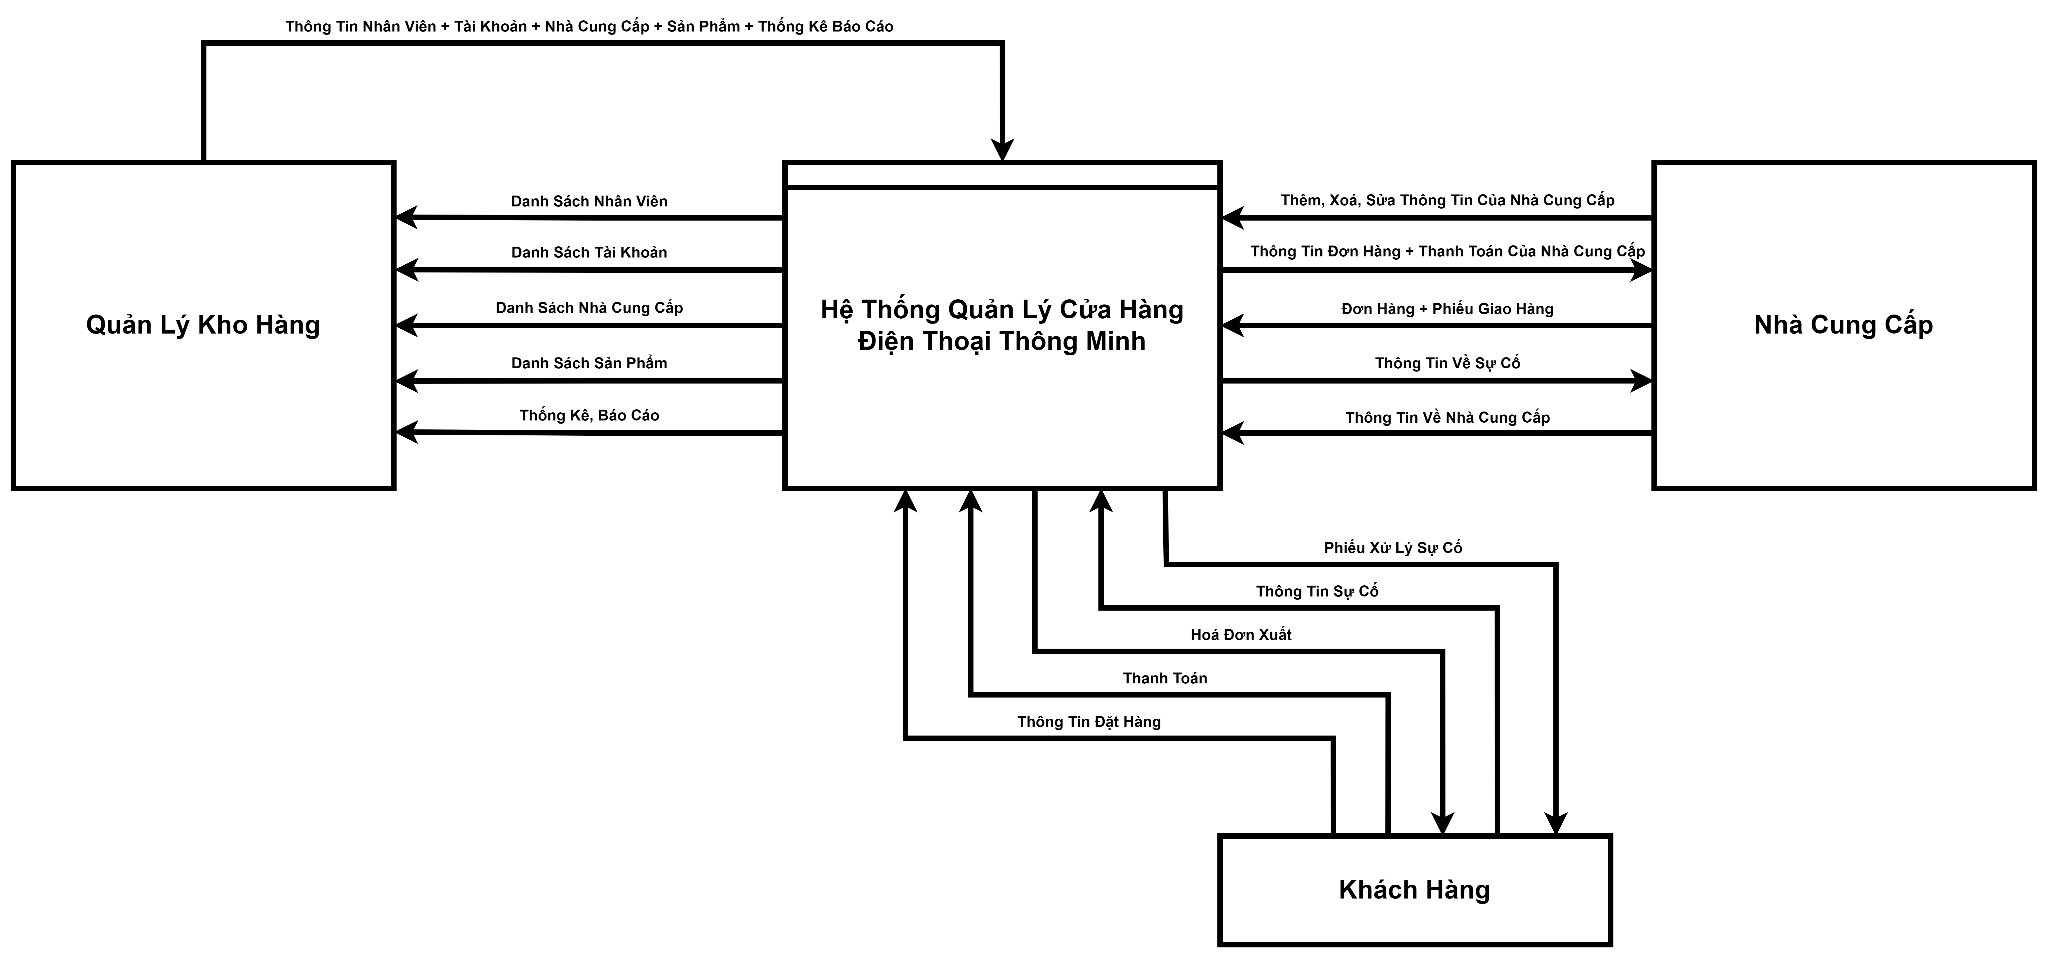 Thông Tin Nhân Viên + Tài Khoản + Nhà Cung Cấp + Sản Phẩm + Thống Kê Báo Cáo
Quản Lý Kho Hàng
Danh Sách Nhân Viên
Danh Sách Tài Khoản
Danh Sách Nhà Cung Cấp
Danh Sách Sản Phẩm
Thống Kê, Báo Cáo
Hệ Thống Quản Lý Cửa Hàng
Điện Thoại Thông Minh
Thêm, Xoá, Sửa Thông Tin Của Nhà Cung Cấp
Thông Tin Đơn Hàng + Thanh Toán Của Nhà Cung Cấp
Đơn Hàng + Phiếu Giao Hàng
Thông Tin Về Sự Cố
Thông Tin Về Nhà Cung Cấp
Nhà Cung Cấp
Phiếu Xử Lý Sự Cố
Thông Tin Sự Cố
Hoá Đơn Xuất
Thanh Toán
Thông Tin Đặt Hàng
Khách Hàng